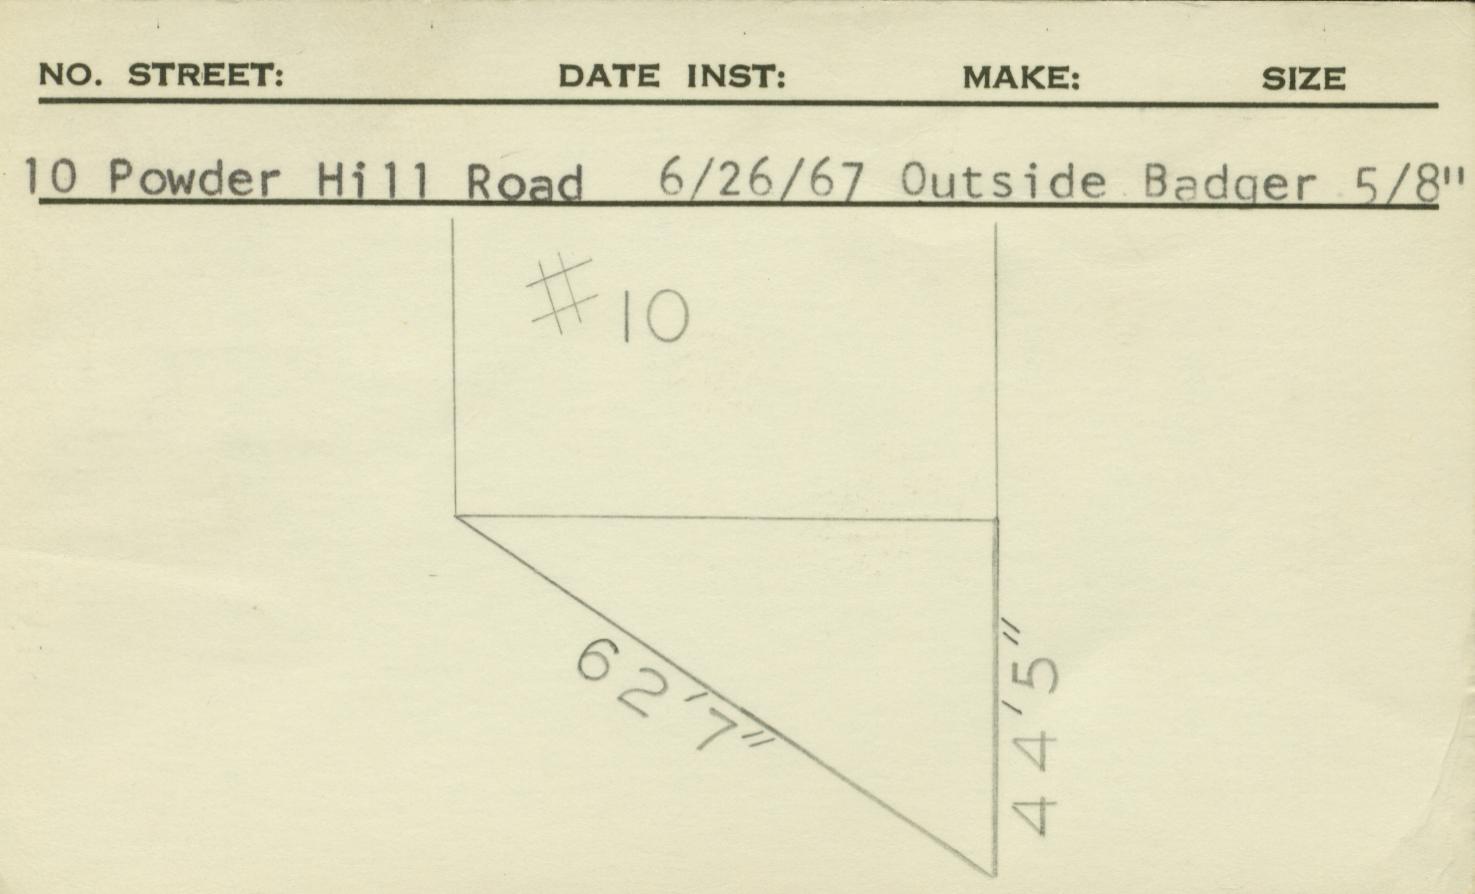 NO. STREET: DATE INST: MAKE: SIZE
10 Powder Hill Road 6/26/67 Outside Badger 5/8"
#10
62'7"
44'5"